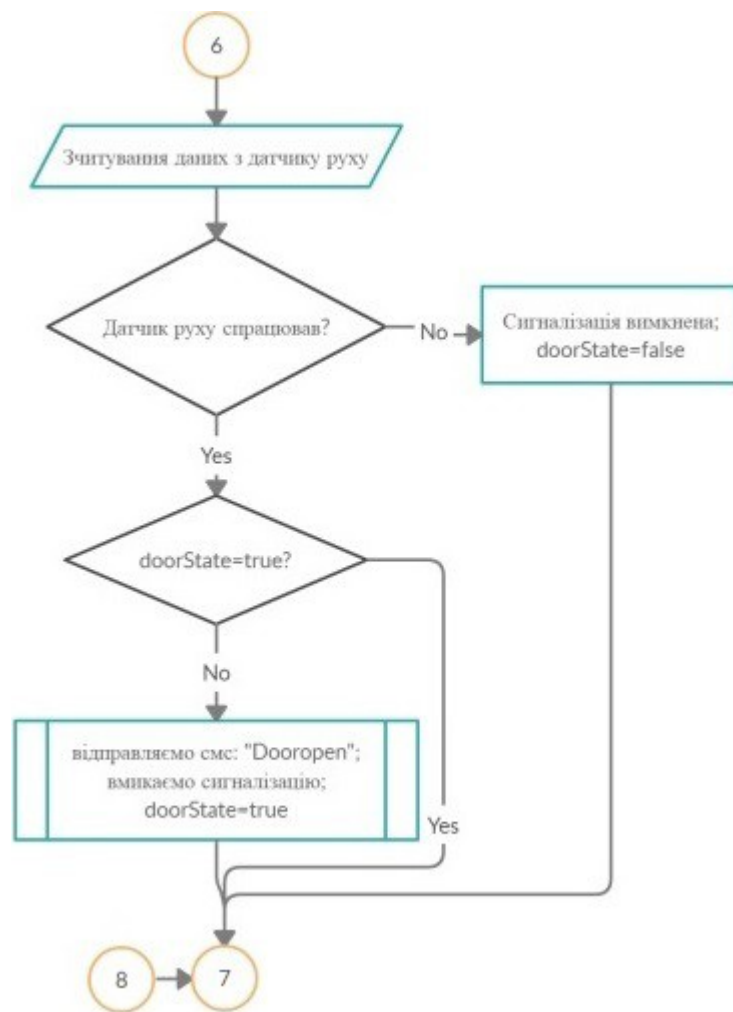 6
Зчитування даних з датчику руху
Датчик руху спрацював?
No
Сигналізація вимкнена;
doorState=false
Yes
doorState=true?
No
відправляємо смс: "Dooropen";
вмикаємо сигналізацію;
doorState=true
Yes
8
7